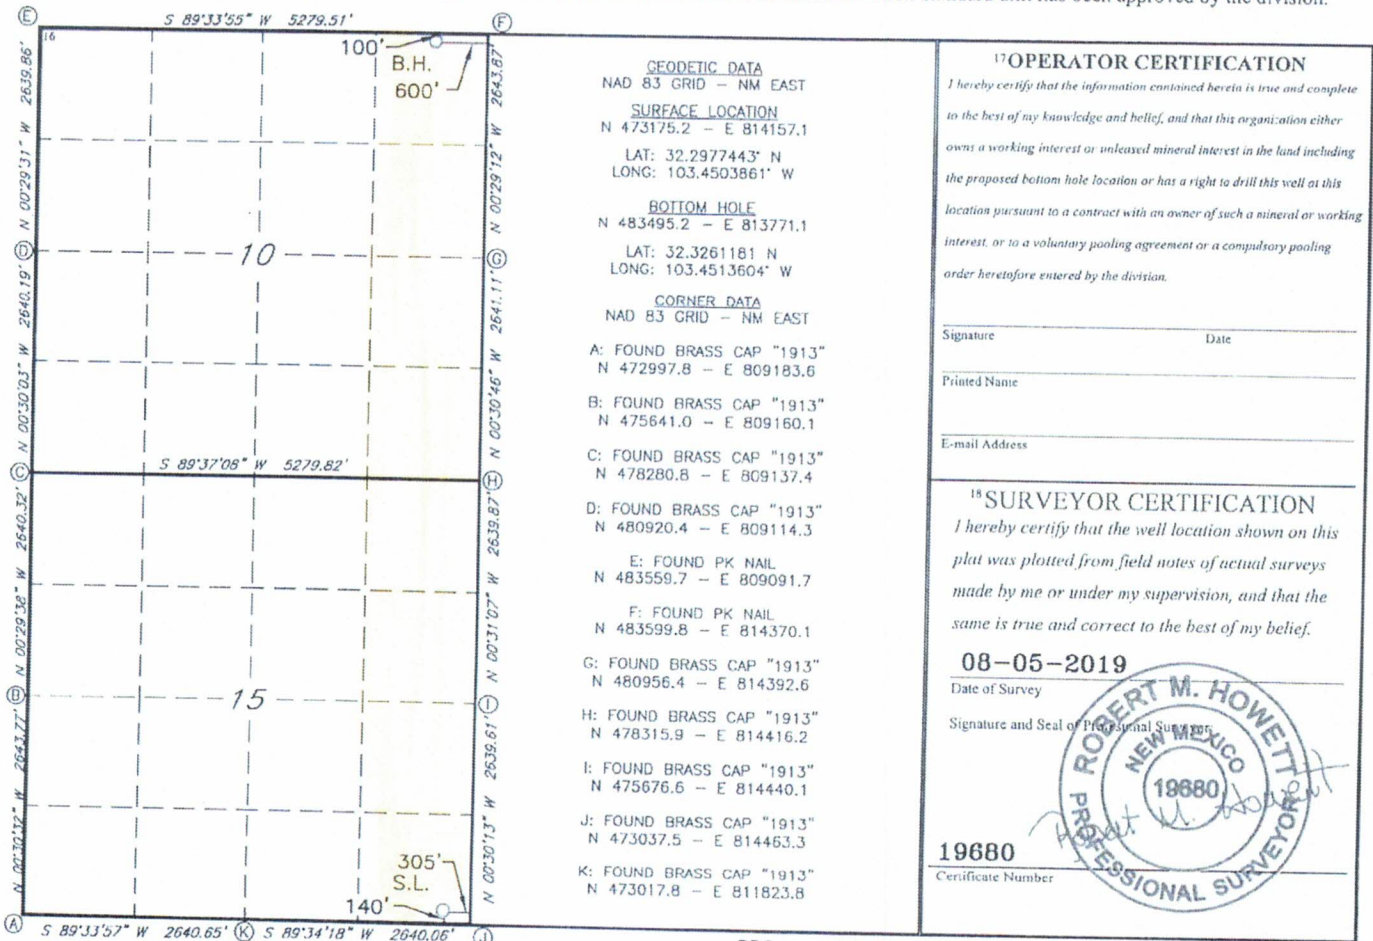 unit has been approved by the division.
E
S 89°33'55" W 5279.51'
F
16
100'
B.H.
600'
N 00°29'31" W 2639.86'
N 00°29'12" W 2643.87'
D
10
G
N 00°30'03" W 2640.19'
N 00°30'46" W 2641.11'
C
S 89°37'08" W 5279.82'
H
N 00°29'38" W 2640.32'
N 00°31'07" W 2639.87'
B
15
I
N 00°30'32" W 2643.77'
N 00°30'13" W 2639.61'
305'
S.L.
140'
A
S 89°33'57" W 2640.65'
K
S 89°34'18" W 2640.06'
J
GEODETIC DATA
NAD 83 GRID - NM EAST
SURFACE LOCATION
N 473175.2 - E 814157.1
LAT: 32.2977443° N
LONG: 103.4503861° W
BOTTOM HOLE
N 483495.2 - E 813771.1
LAT: 32.3261181 N
LONG: 103.4513604° W
CORNER DATA
NAD 83 GRID - NM EAST
A: FOUND BRASS CAP "1913"
N 472997.8 - E 809183.6
B: FOUND BRASS CAP "1913"
N 475641.0 - E 809160.1
C: FOUND BRASS CAP "1913"
N 478280.8 - E 809137.4
D: FOUND BRASS CAP "1913"
N 480920.4 - E 809114.3
E: FOUND PK NAIL
N 483559.7 - E 809091.7
F: FOUND PK NAIL
N 483599.8 - E 814370.1
G: FOUND BRASS CAP "1913"
N 480956.4 - E 814392.6
H: FOUND BRASS CAP "1913"
N 478315.9 - E 814416.2
I: FOUND BRASS CAP "1913"
N 475676.6 - E 814440.1
J: FOUND BRASS CAP "1913"
N 473037.5 - E 814463.3
K: FOUND BRASS CAP "1913"
N 473017.8 - E 811823.8
17 OPERATOR CERTIFICATION
I hereby certify that the information contained herein is true and complete
to the best of my knowledge and belief, and that this organization either
owns a working interest or unleased mineral interest in the land including
the proposed bottom hole location or has a right to drill this well at this
location pursuant to a contract with an owner of such a mineral or working
interest, or to a voluntary pooling agreement or a compulsory pooling
order heretofore entered by the division.
Signature Date
Printed Name
E-mail Address
18 SURVEYOR CERTIFICATION
I hereby certify that the well location shown on this
plat was plotted from field notes of actual surveys
made by me or under my supervision, and that the
same is true and correct to the best of my belief.
08-05-2019
Date of Survey
Signature and Seal of Professional Surveyor:
ROBERT M. HOWETT
NEW MEXICO
19680
PROFESSIONAL SURVEYOR
Robert M. Howett
19680
Certificate Number